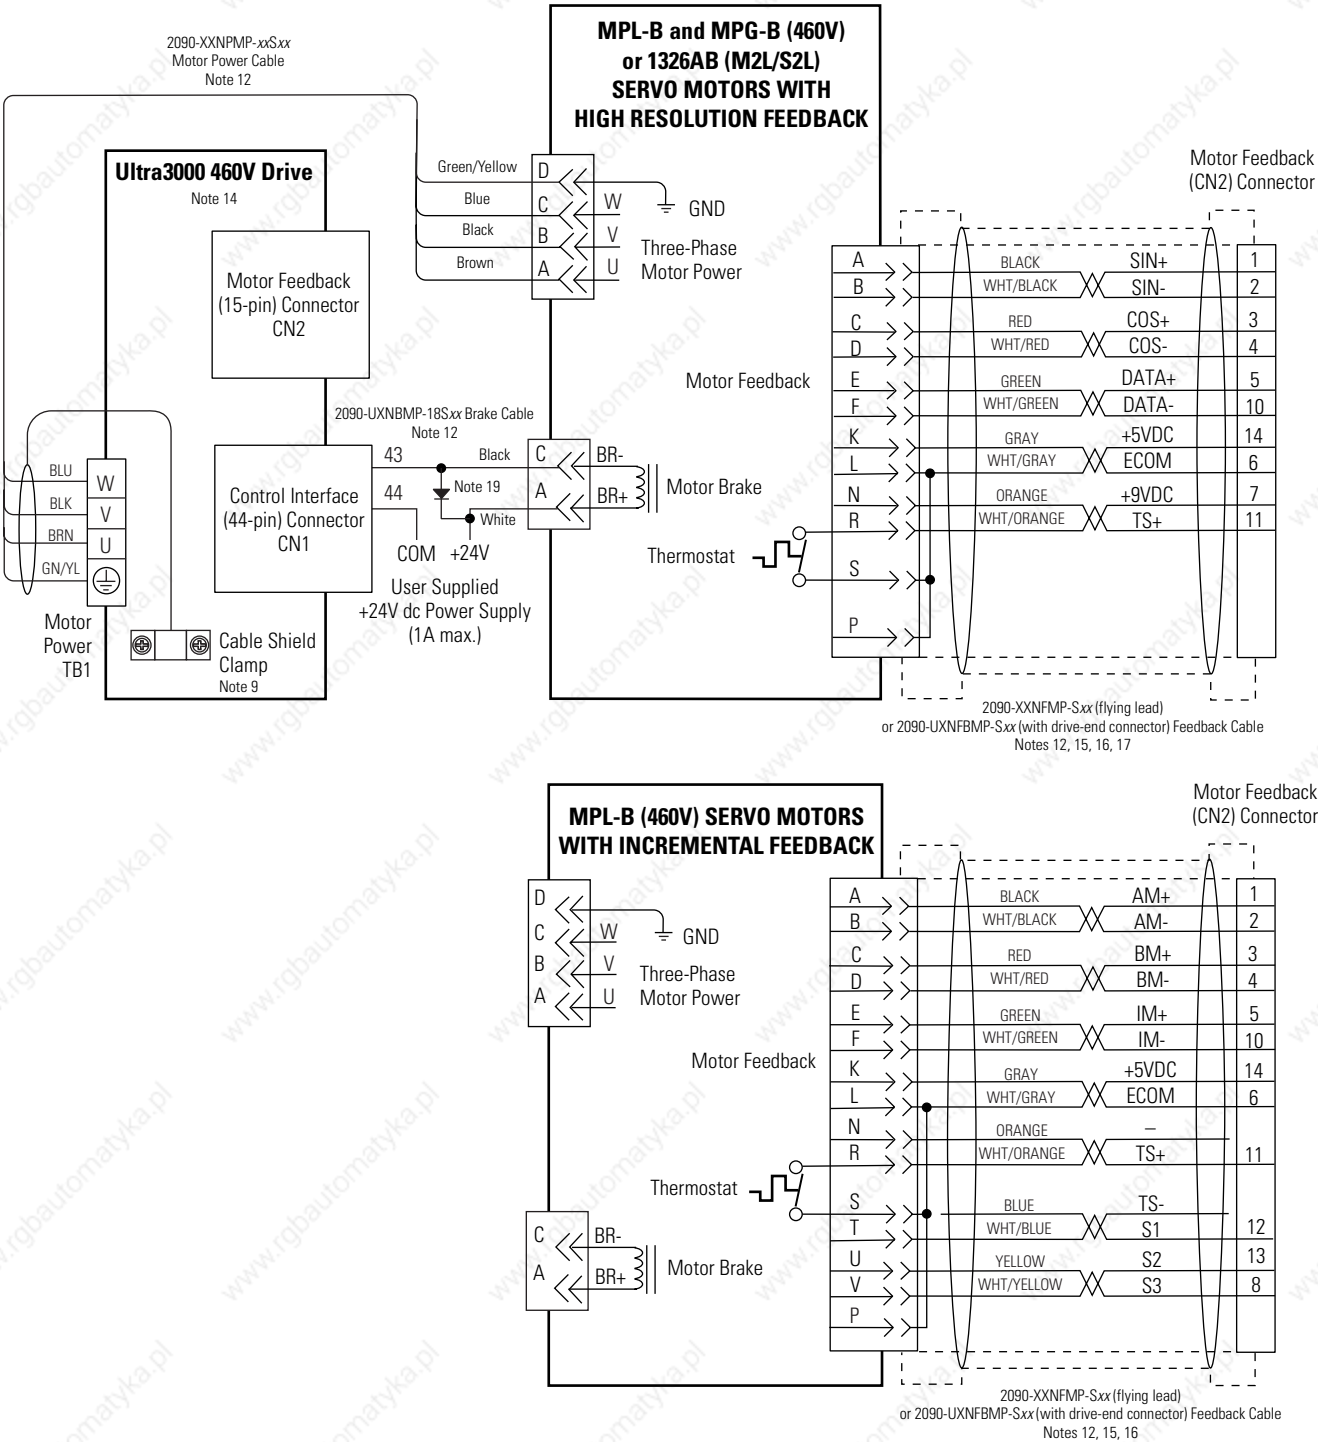 2090-XXNPMP-xxSxx
Motor Power Cable
Note 12
MPL-B and MPG-B (460V)
or 1326AB (M2L/S2L)
SERVO MOTORS WITH
HIGH RESOLUTION FEEDBACK
Ultra3000 460V Drive
Note 14
Motor Feedback
(15-pin) Connector
CN2
Green/Yellow D
Blue C W
Black B V
Brown A U
GND
Three-Phase
Motor Power
Motor Feedback
(CN2) Connector
A BLACK SIN+ 1
B WHT/BLACK SIN- 2
C RED COS+ 3
D WHT/RED COS- 4
E GREEN DATA+ 5
F WHT/GREEN DATA- 10
K GRAY +5VDC 14
L WHT/GRAY ECOM 6
N ORANGE +9VDC 7
R WHT/ORANGE TS+ 11
S
P
Motor Feedback
Thermostat
2090-UXNBMP-18Sxx Brake Cable
Note 12
43 Black C BR-
44 Note 19 A BR+
White
Motor Brake
COM +24V
User Supplied
+24V dc Power Supply
(1A max.)
Control Interface
(44-pin) Connector
CN1
BLU W
BLK V
BRN U
GN/YL
Motor
Power
TB1
Cable Shield
Clamp
Note 9
2090-XXNFMP-Sxx (flying lead)
or 2090-UXNFBMP-Sxx (with drive-end connector) Feedback Cable
Notes 12, 15, 16, 17
MPL-B (460V) SERVO MOTORS
WITH INCREMENTAL FEEDBACK
Motor Feedback
(CN2) Connector
D
C W
B V
A U
GND
Three-Phase
Motor Power
Motor Feedback
A BLACK AM+ 1
B WHT/BLACK AM- 2
C RED BM+ 3
D WHT/RED BM- 4
E GREEN IM+ 5
F WHT/GREEN IM- 10
K GRAY +5VDC 14
L WHT/GRAY ECOM 6
N ORANGE –
R WHT/ORANGE TS+ 11
S BLUE TS-
T WHT/BLUE S1 12
U YELLOW S2 13
V WHT/YELLOW S3 8
P
Thermostat
C BR-
A BR+
Motor Brake
2090-XXNFMP-Sxx (flying lead)
or 2090-UXNFBMP-Sxx (with drive-end connector) Feedback Cable
Notes 12, 15, 16
www.rgbautomatyka.pl